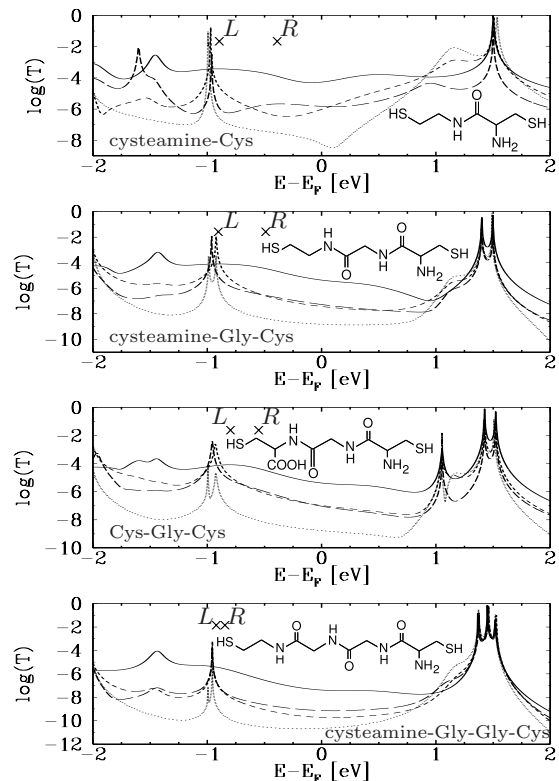 L R
0
−2
−4
−6
−8
log(T)
HS
N
H
O
NH2
SH
cysteamine-Cys
−2 −1 0 1 2
E−EF [eV]
L R
0
−2
−4
−6
−8
−10
log(T)
HS
H
N
O
N
H
O
NH2
SH
cysteamine-Gly-Cys
−2 −1 0 1 2
E−EF [eV]
L R
0
−2
−4
−6
−8
−10
log(T)
HS
COOH
H
N
O
N
H
O
NH2
SH
Cys-Gly-Cys
−2 −1 0 1 2
E−EF [eV]
L R
0
−2
−4
−6
−8
−10
−12
log(T)
HS
N
H
O
H
N
O
N
H
O
NH2
SH
cysteamine-Gly-Gly-Cys
−2 −1 0 1 2
E−EF [eV]